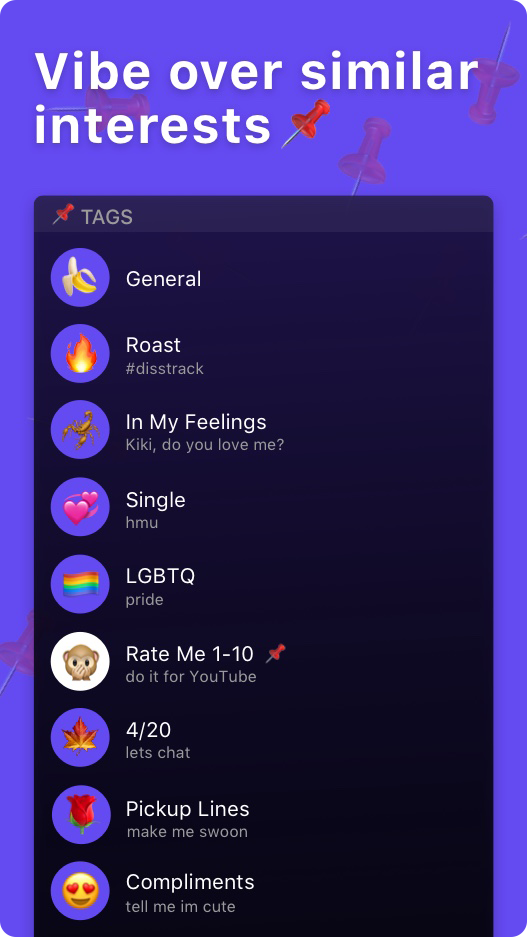 Vibe over similar
interests
TAGS
General
Roast
#disstrack
In My Feelings
Kiki, do you love me?
Single
hmu
LGBTQ
pride
Rate Me 1-10
do it for YouTube
4/20
lets chat
Pickup Lines
make me swoon
Compliments
tell me im cute